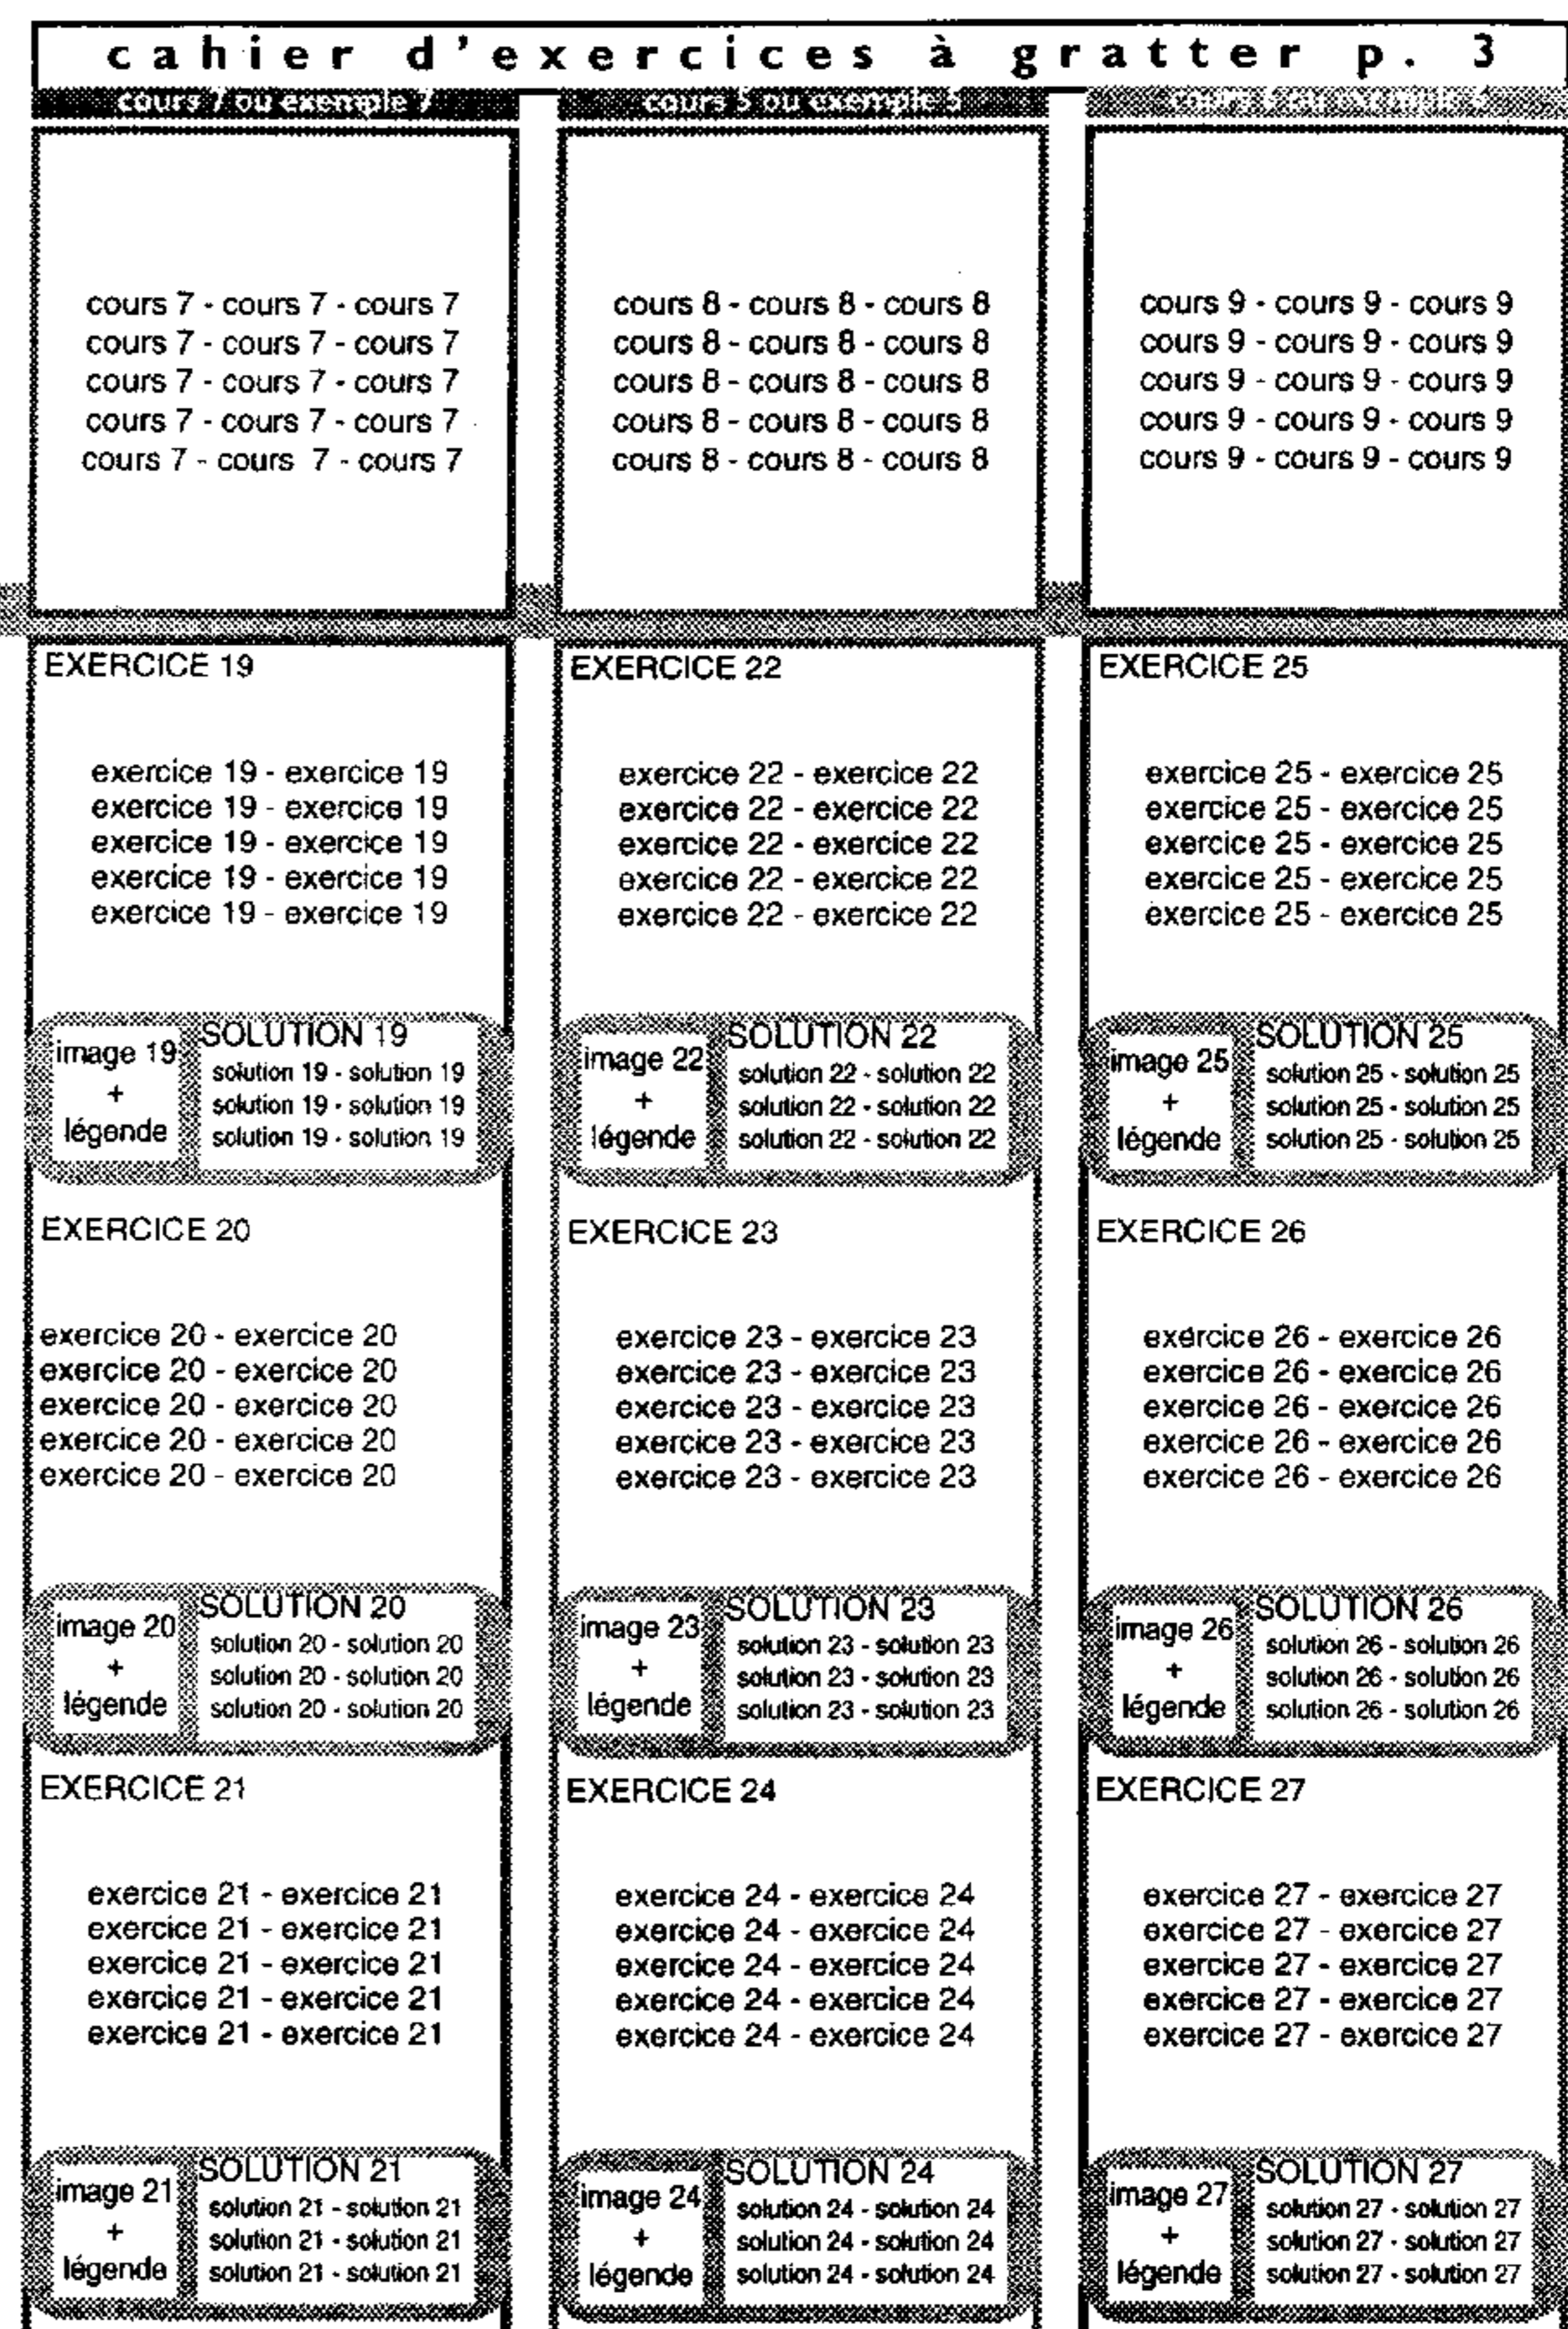 cahier d'exercices à gratter p. 3
cours 7 ou exemple 7
cours 5 ou exemple 5
cours 6 ou exemple 6
cours 7 - cours 7 - cours 7
cours 7 - cours 7 - cours 7
cours 7 - cours 7 - cours 7
cours 7 - cours 7 - cours 7
cours 7 - cours 7 - cours 7
cours 8 - cours 8 - cours 8
cours 8 - cours 8 - cours 8
cours 8 - cours 8 - cours 8
cours 8 - cours 8 - cours 8
cours 8 - cours 8 - cours 8
cours 9 - cours 9 - cours 9
cours 9 - cours 9 - cours 9
cours 9 - cours 9 - cours 9
cours 9 - cours 9 - cours 9
cours 9 - cours 9 - cours 9
EXERCICE 19
exercice 19 - exercice 19
exercice 19 - exercice 19
exercice 19 - exercice 19
exercice 19 - exercice 19
exercice 19 - exercice 19
image 19
+
légende
SOLUTION 19
solution 19 - solution 19
solution 19 - solution 19
solution 19 - solution 19
EXERCICE 20
exercice 20 - exercice 20
exercice 20 - exercice 20
exercice 20 - exercice 20
exercice 20 - exercice 20
exercice 20 - exercice 20
image 20
+
légende
SOLUTION 20
solution 20 - solution 20
solution 20 - solution 20
solution 20 - solution 20
EXERCICE 21
exercice 21 - exercice 21
exercice 21 - exercice 21
exercice 21 - exercice 21
exercice 21 - exercice 21
exercice 21 - exercice 21
image 21
+
légende
SOLUTION 21
solution 21 - solution 21
solution 21 - solution 21
solution 21 - solution 21
EXERCICE 22
exercice 22 - exercice 22
exercice 22 - exercice 22
exercice 22 - exercice 22
exercice 22 - exercice 22
exercice 22 - exercice 22
image 22
+
légende
SOLUTION 22
solution 22 - solution 22
solution 22 - solution 22
solution 22 - solution 22
EXERCICE 23
exercice 23 - exercice 23
exercice 23 - exercice 23
exercice 23 - exercice 23
exercice 23 - exercice 23
exercice 23 - exercice 23
image 23
+
légende
SOLUTION 23
solution 23 - solution 23
solution 23 - solution 23
solution 23 - solution 23
EXERCICE 24
exercice 24 - exercice 24
exercice 24 - exercice 24
exercice 24 - exercice 24
exercice 24 - exercice 24
exercice 24 - exercice 24
image 24
+
légende
SOLUTION 24
solution 24 - solution 24
solution 24 - solution 24
solution 24 - solution 24
EXERCICE 25
exercice 25 - exercice 25
exercice 25 - exercice 25
exercice 25 - exercice 25
exercice 25 - exercice 25
exercice 25 - exercice 25
image 25
+
légende
SOLUTION 25
solution 25 - solution 25
solution 25 - solution 25
solution 25 - solution 25
EXERCICE 26
exercice 26 - exercice 26
exercice 26 - exercice 26
exercice 26 - exercice 26
exercice 26 - exercice 26
exercice 26 - exercice 26
image 26
+
légende
SOLUTION 26
solution 26 - solution 26
solution 26 - solution 26
solution 26 - solution 26
EXERCICE 27
exercice 27 - exercice 27
exercice 27 - exercice 27
exercice 27 - exercice 27
exercice 27 - exercice 27
exercice 27 - exercice 27
image 27
+
légende
SOLUTION 27
solution 27 - solution 27
solution 27 - solution 27
solution 27 - solution 27